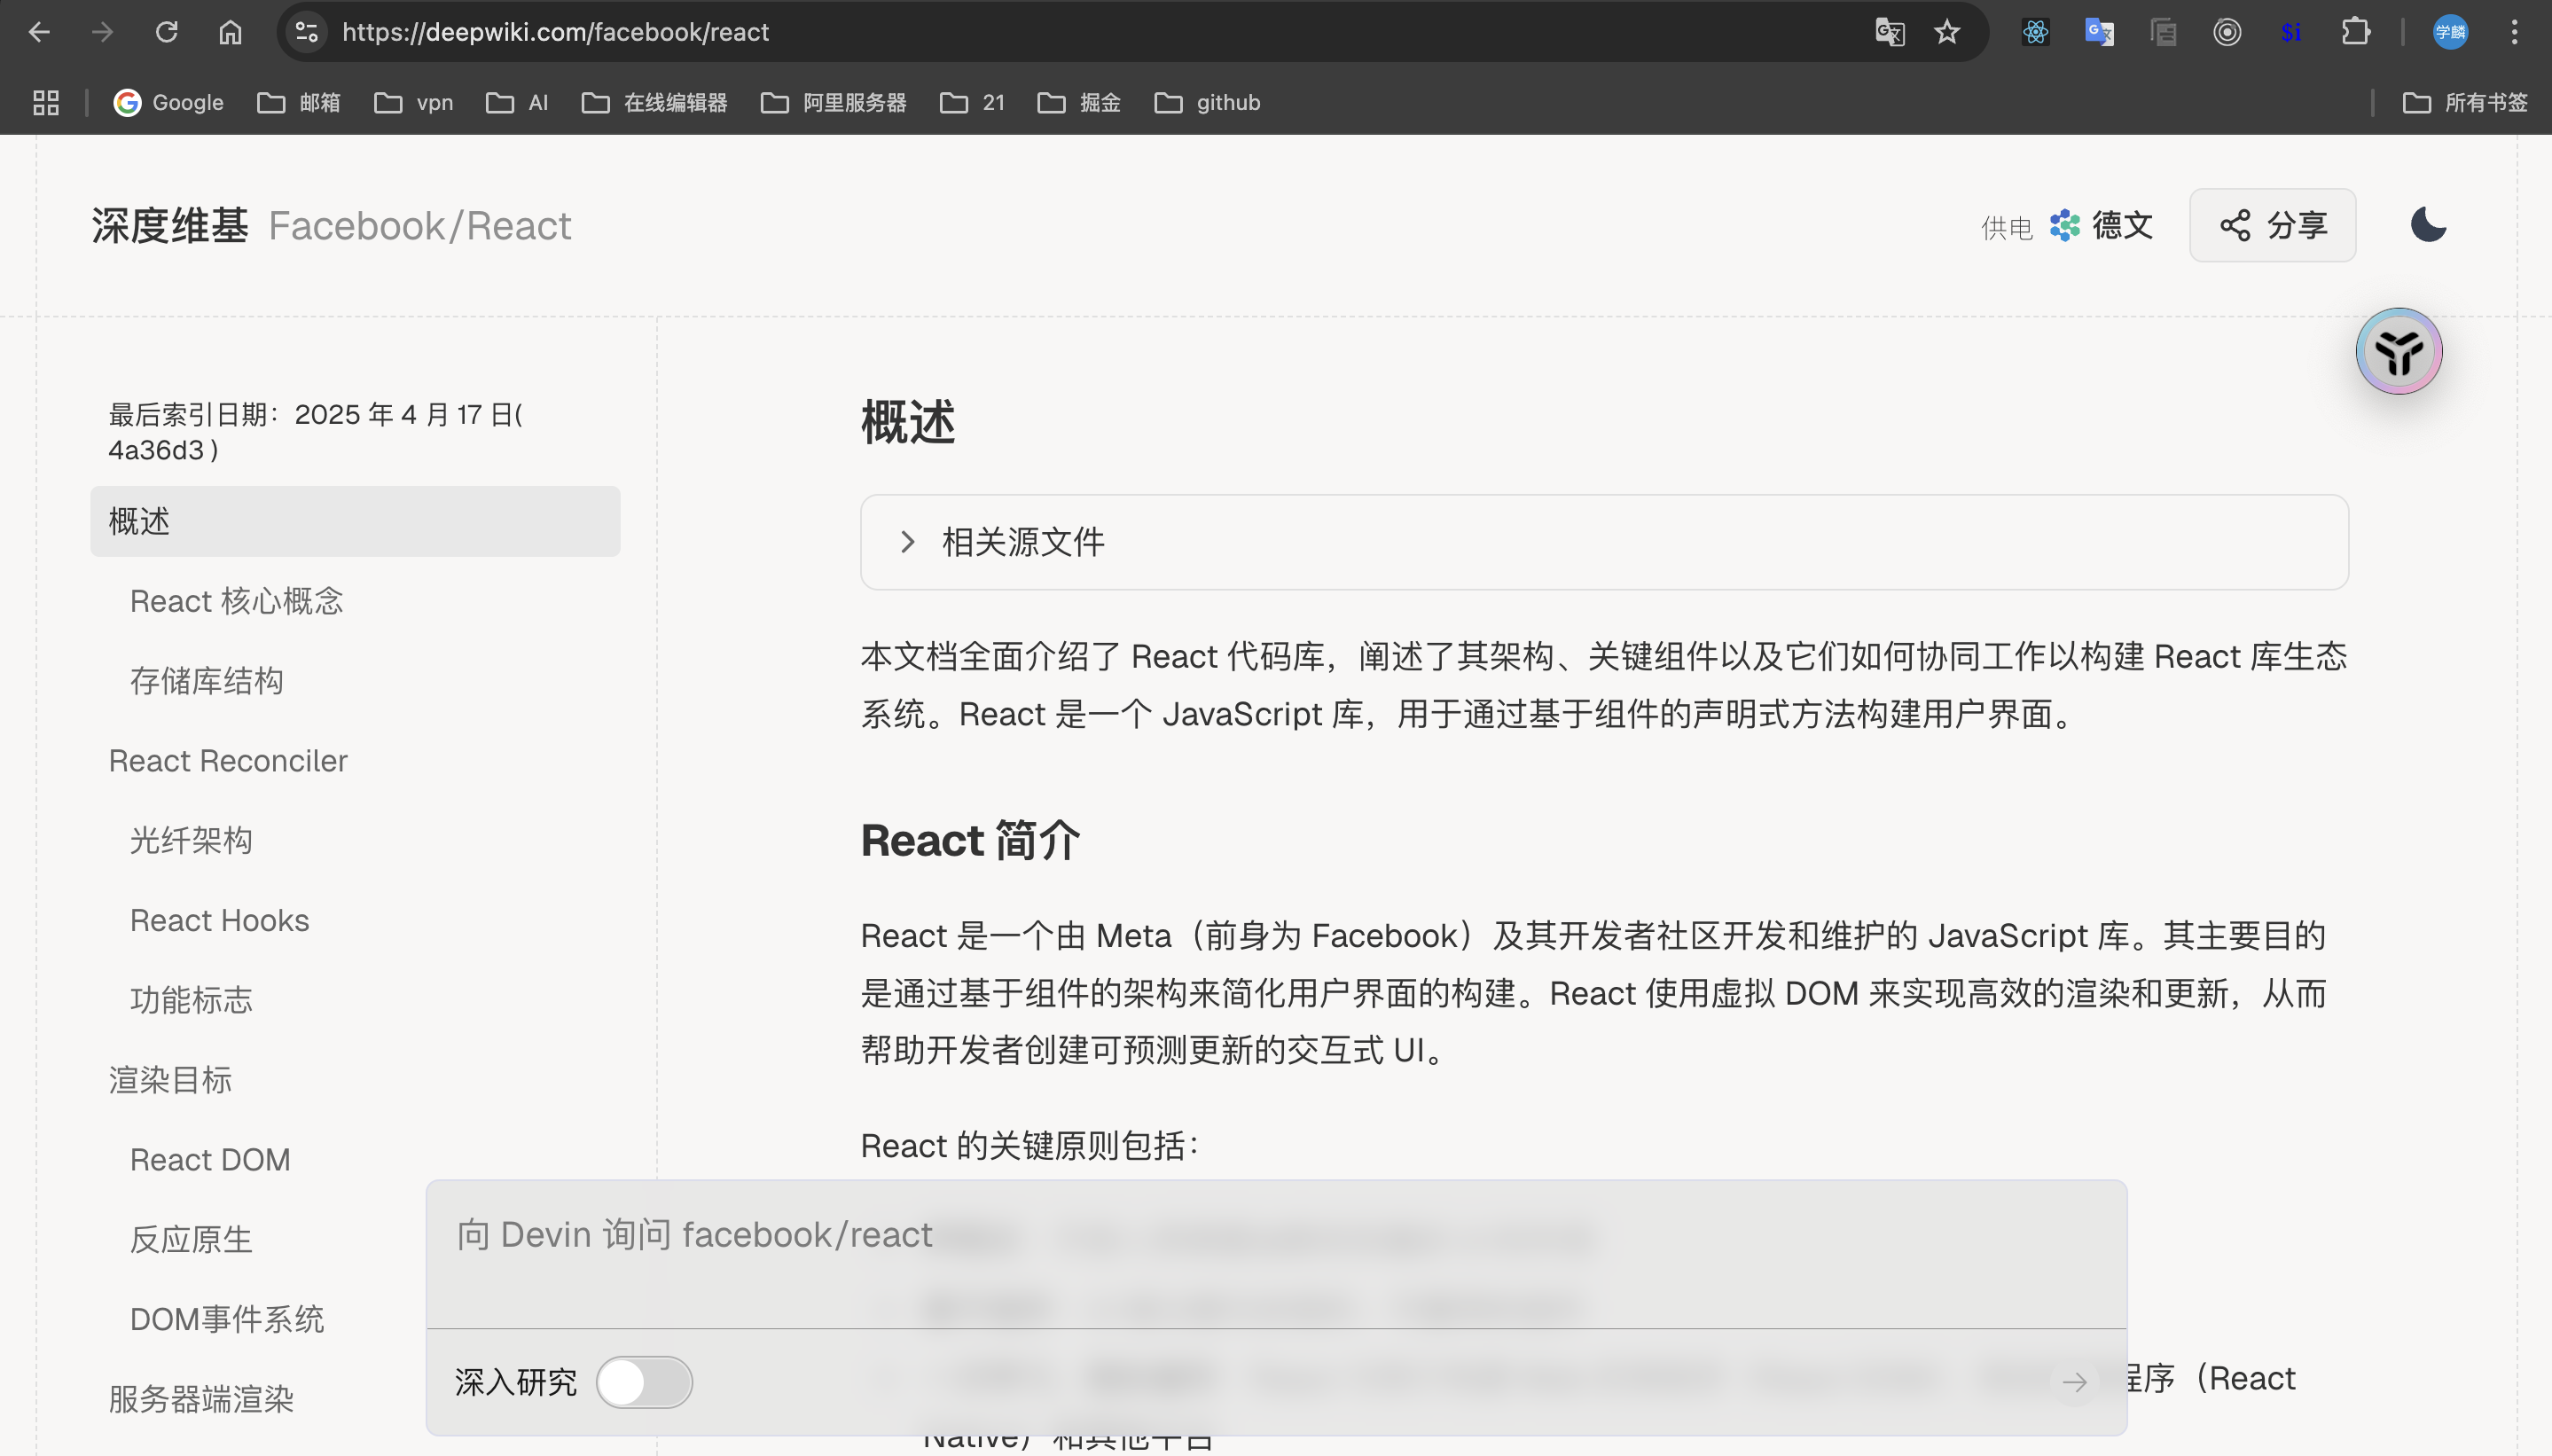 https://deepwiki.com/facebook/react
$i
学麟
Google
邮箱
vpn
AI
在线编辑器
阿里服务器
21
掘金
github
所有书签
深度维基 Facebook/React
供电 德文
分享
最后索引日期：2025 年 4 月 17 日(
4a36d3 )
概述
React 核心概念
存储库结构
React Reconciler
光纤架构
React Hooks
功能标志
渲染目标
React DOM
反应原生
DOM事件系统
服务器端渲染
概述
相关源文件
本文档全面介绍了 React 代码库，阐述了其架构、关键组件以及它们如何协同工作以构建 React 库生态
系统。React 是一个 JavaScript 库，用于通过基于组件的声明式方法构建用户界面。
React 简介
React 是一个由 Meta（前身为 Facebook）及其开发者社区开发和维护的 JavaScript 库。其主要目的
是通过基于组件的架构来简化用户界面的构建。React 使用虚拟 DOM 来实现高效的渲染和更新，从而
帮助开发者创建可预测更新的交互式 UI。
React 的关键原则包括：
向 Devin 询问 facebook/react
深入研究
程序（React
Native）和其他平台